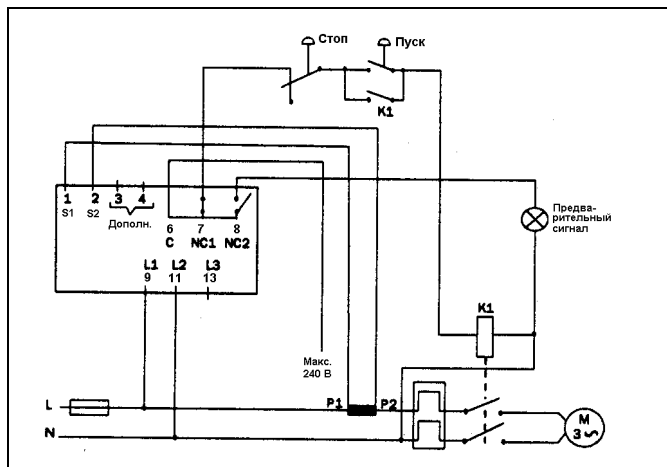 Стоп
Пуск
K1
1 2 3 4
S1 S2
Дополн.
6 7 8
C NC1 NC2
L1 L2 L3
9 11 13
Предва-
рительный
сигнал
K1
Макс.
240 В
L
P1 P2
N
M
3~